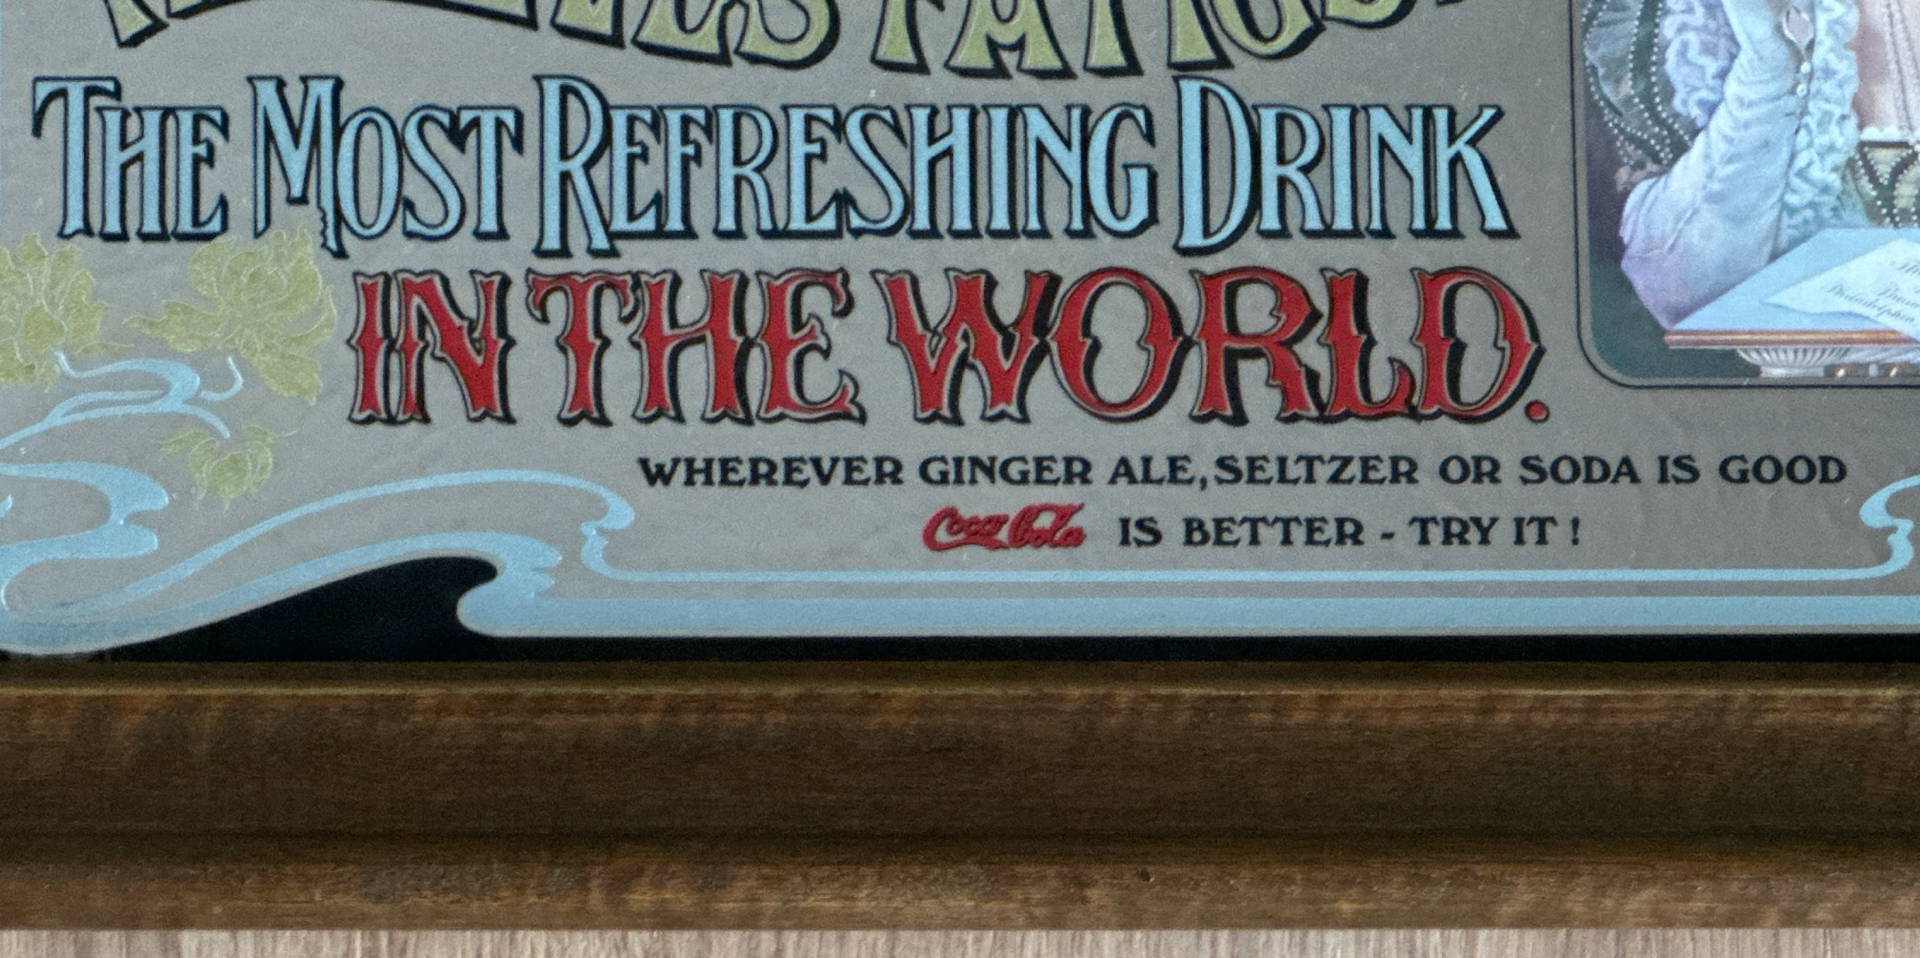 THE MOST REFRESHING DRINK
IN THE WORLD.
WHEREVER GINGER ALE, SELTZER OR SODA IS GOOD
Coca-Cola IS BETTER - TRY IT !